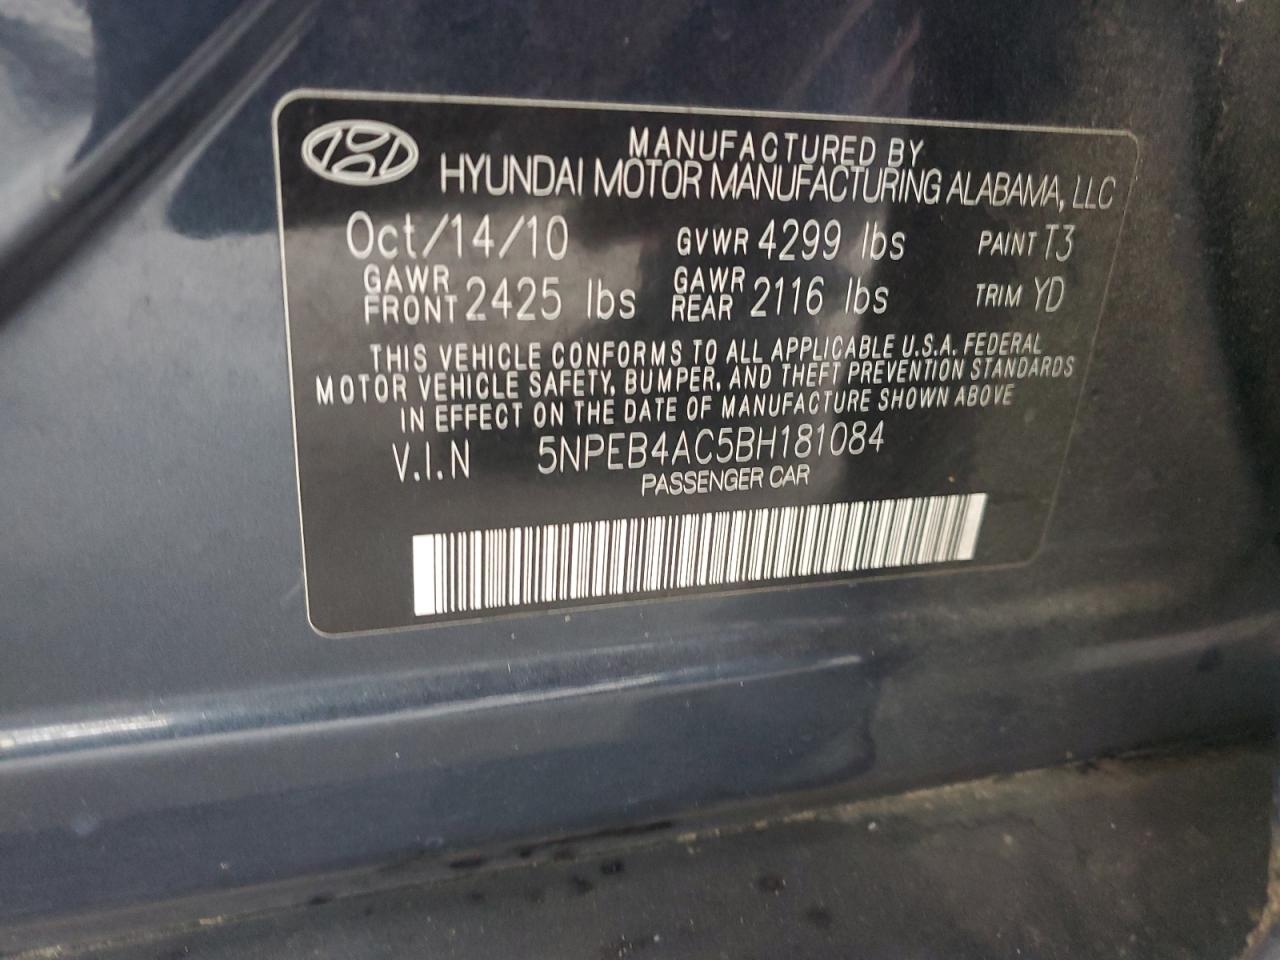 MANUFACTURED BY
HYUNDAI MOTOR MANUFACTURING ALABAMA, LLC
Oct/14/10 GVWR 4299 lbs PAINT T3
GAWR FRONT 2425 lbs GAWR REAR 2116 lbs TRIM YD
THIS VEHICLE CONFORMS TO ALL APPLICABLE U.S.A. FEDERAL
MOTOR VEHICLE SAFETY, BUMPER, AND THEFT PREVENTION STANDARDS
IN EFFECT ON THE DATE OF MANUFACTURE SHOWN ABOVE
V.I.N 5NPEB4AC5BH181084
PASSENGER CAR